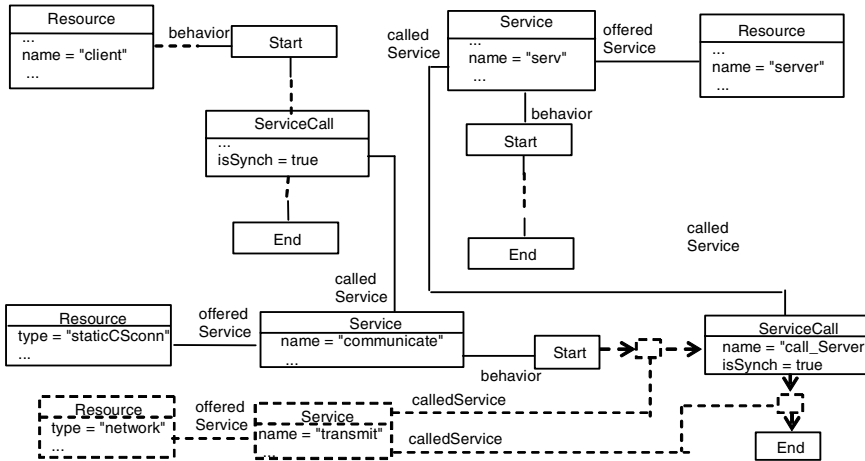 Resource
...
name = "client"
...
behavior
Start
ServiceCall
...
isSynch = true
End
called
Service
Service
...
name = "serv"
...
offered
Service
Resource
...
name = "server"
...
behavior
Start
End
called
Service
called
Service
Resource
type = "staticCSconn"
...
offered
Service
Service
name = "communicate"
...
behavior
Start
ServiceCall
name = "call_Server
isSynch = true
Resource
type = "network"
...
offered
Service
Service
name = "transmit"
...
calledService
calledService
End